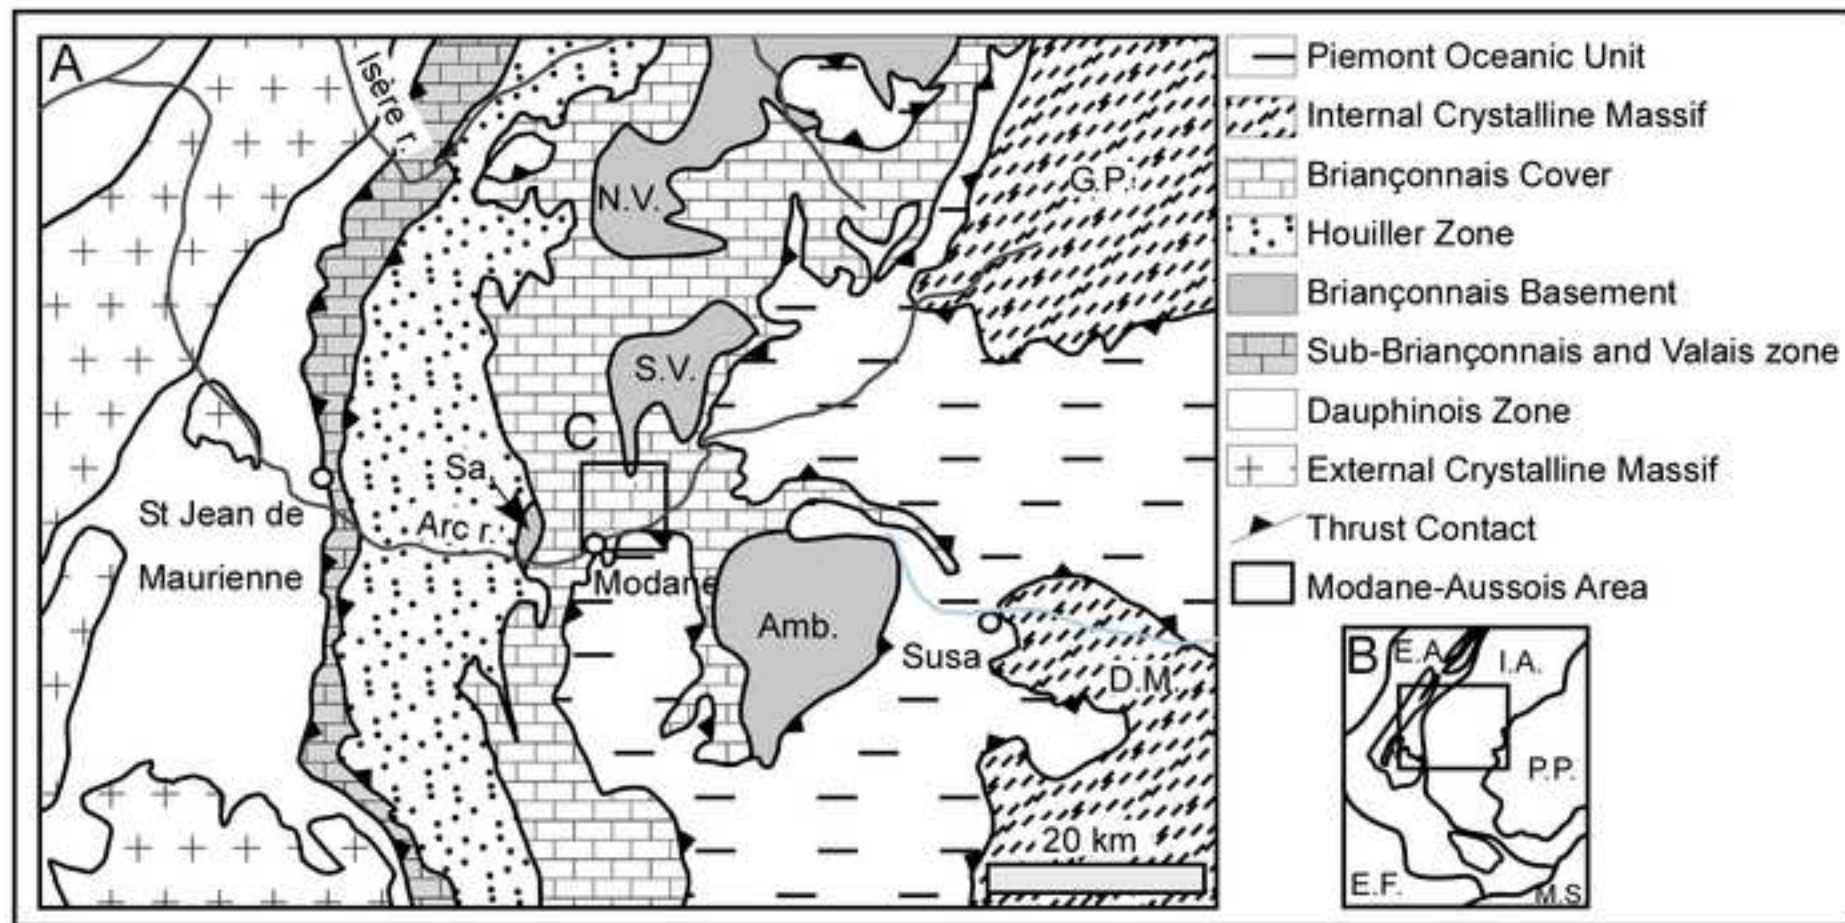 A
Isère r.
N.V.
G.P.
S.V.
C
Sa.
Arc r.
St Jean de
Maurienne
Modane
Amb.
Susa
D.M.
20 km
Piemont Oceanic Unit
Internal Crystalline Massif
Briançonnais Cover
Houiller Zone
Briançonnais Basement
Sub-Briançonnais and Valais zone
Dauphinois Zone
External Crystalline Massif
Thrust Contact
Modane-Aussois Area
B
E.A.
I.A.
P.P.
E.F.
M.S